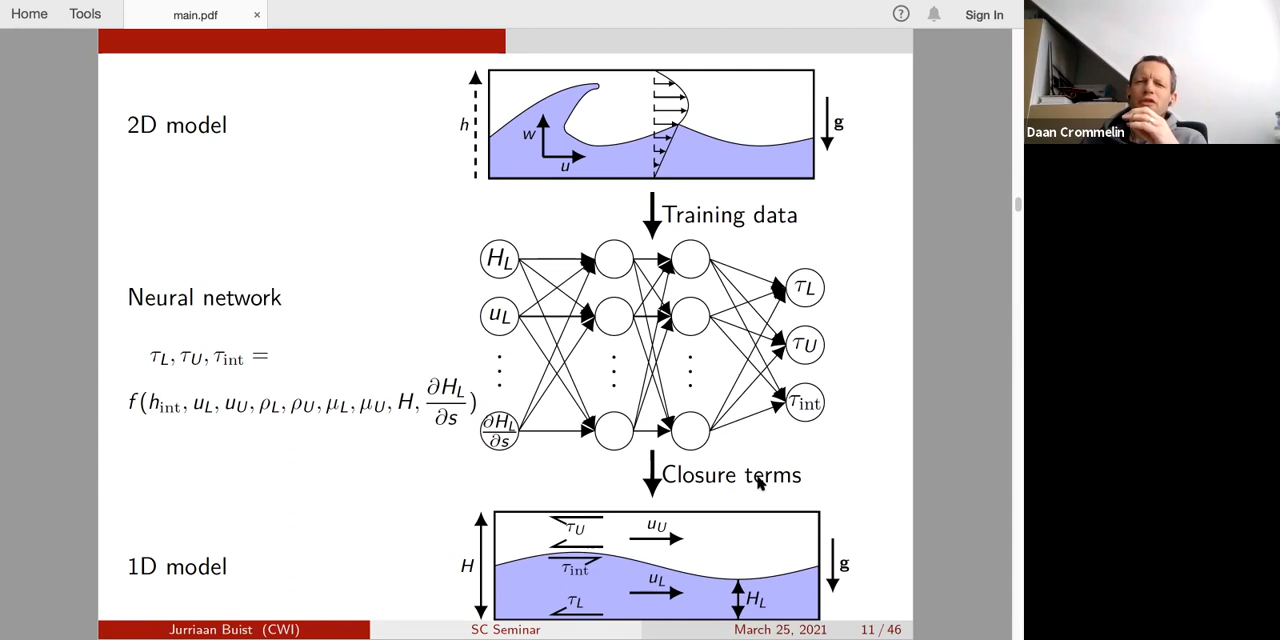 Home Tools main.pdf × ? Sign In
Daan Crommelin
2D model
h
w
u
g
Training data
Neural network
τ_L, τ_U, τ_int =
f(h_int, u_L, u_U, ρ_L, ρ_U, μ_L, μ_U, H, ∂H_L/∂s)
H_L
u_L
⋮
∂H_L/∂s
⋮
⋮
τ_L
τ_U
τ_int
Closure terms
1D model
H
τ_U
u_U
τ_int
u_L
τ_L
H_L
g
Jurriaan Buist (CWI) SC Seminar March 25, 2021 11 / 46